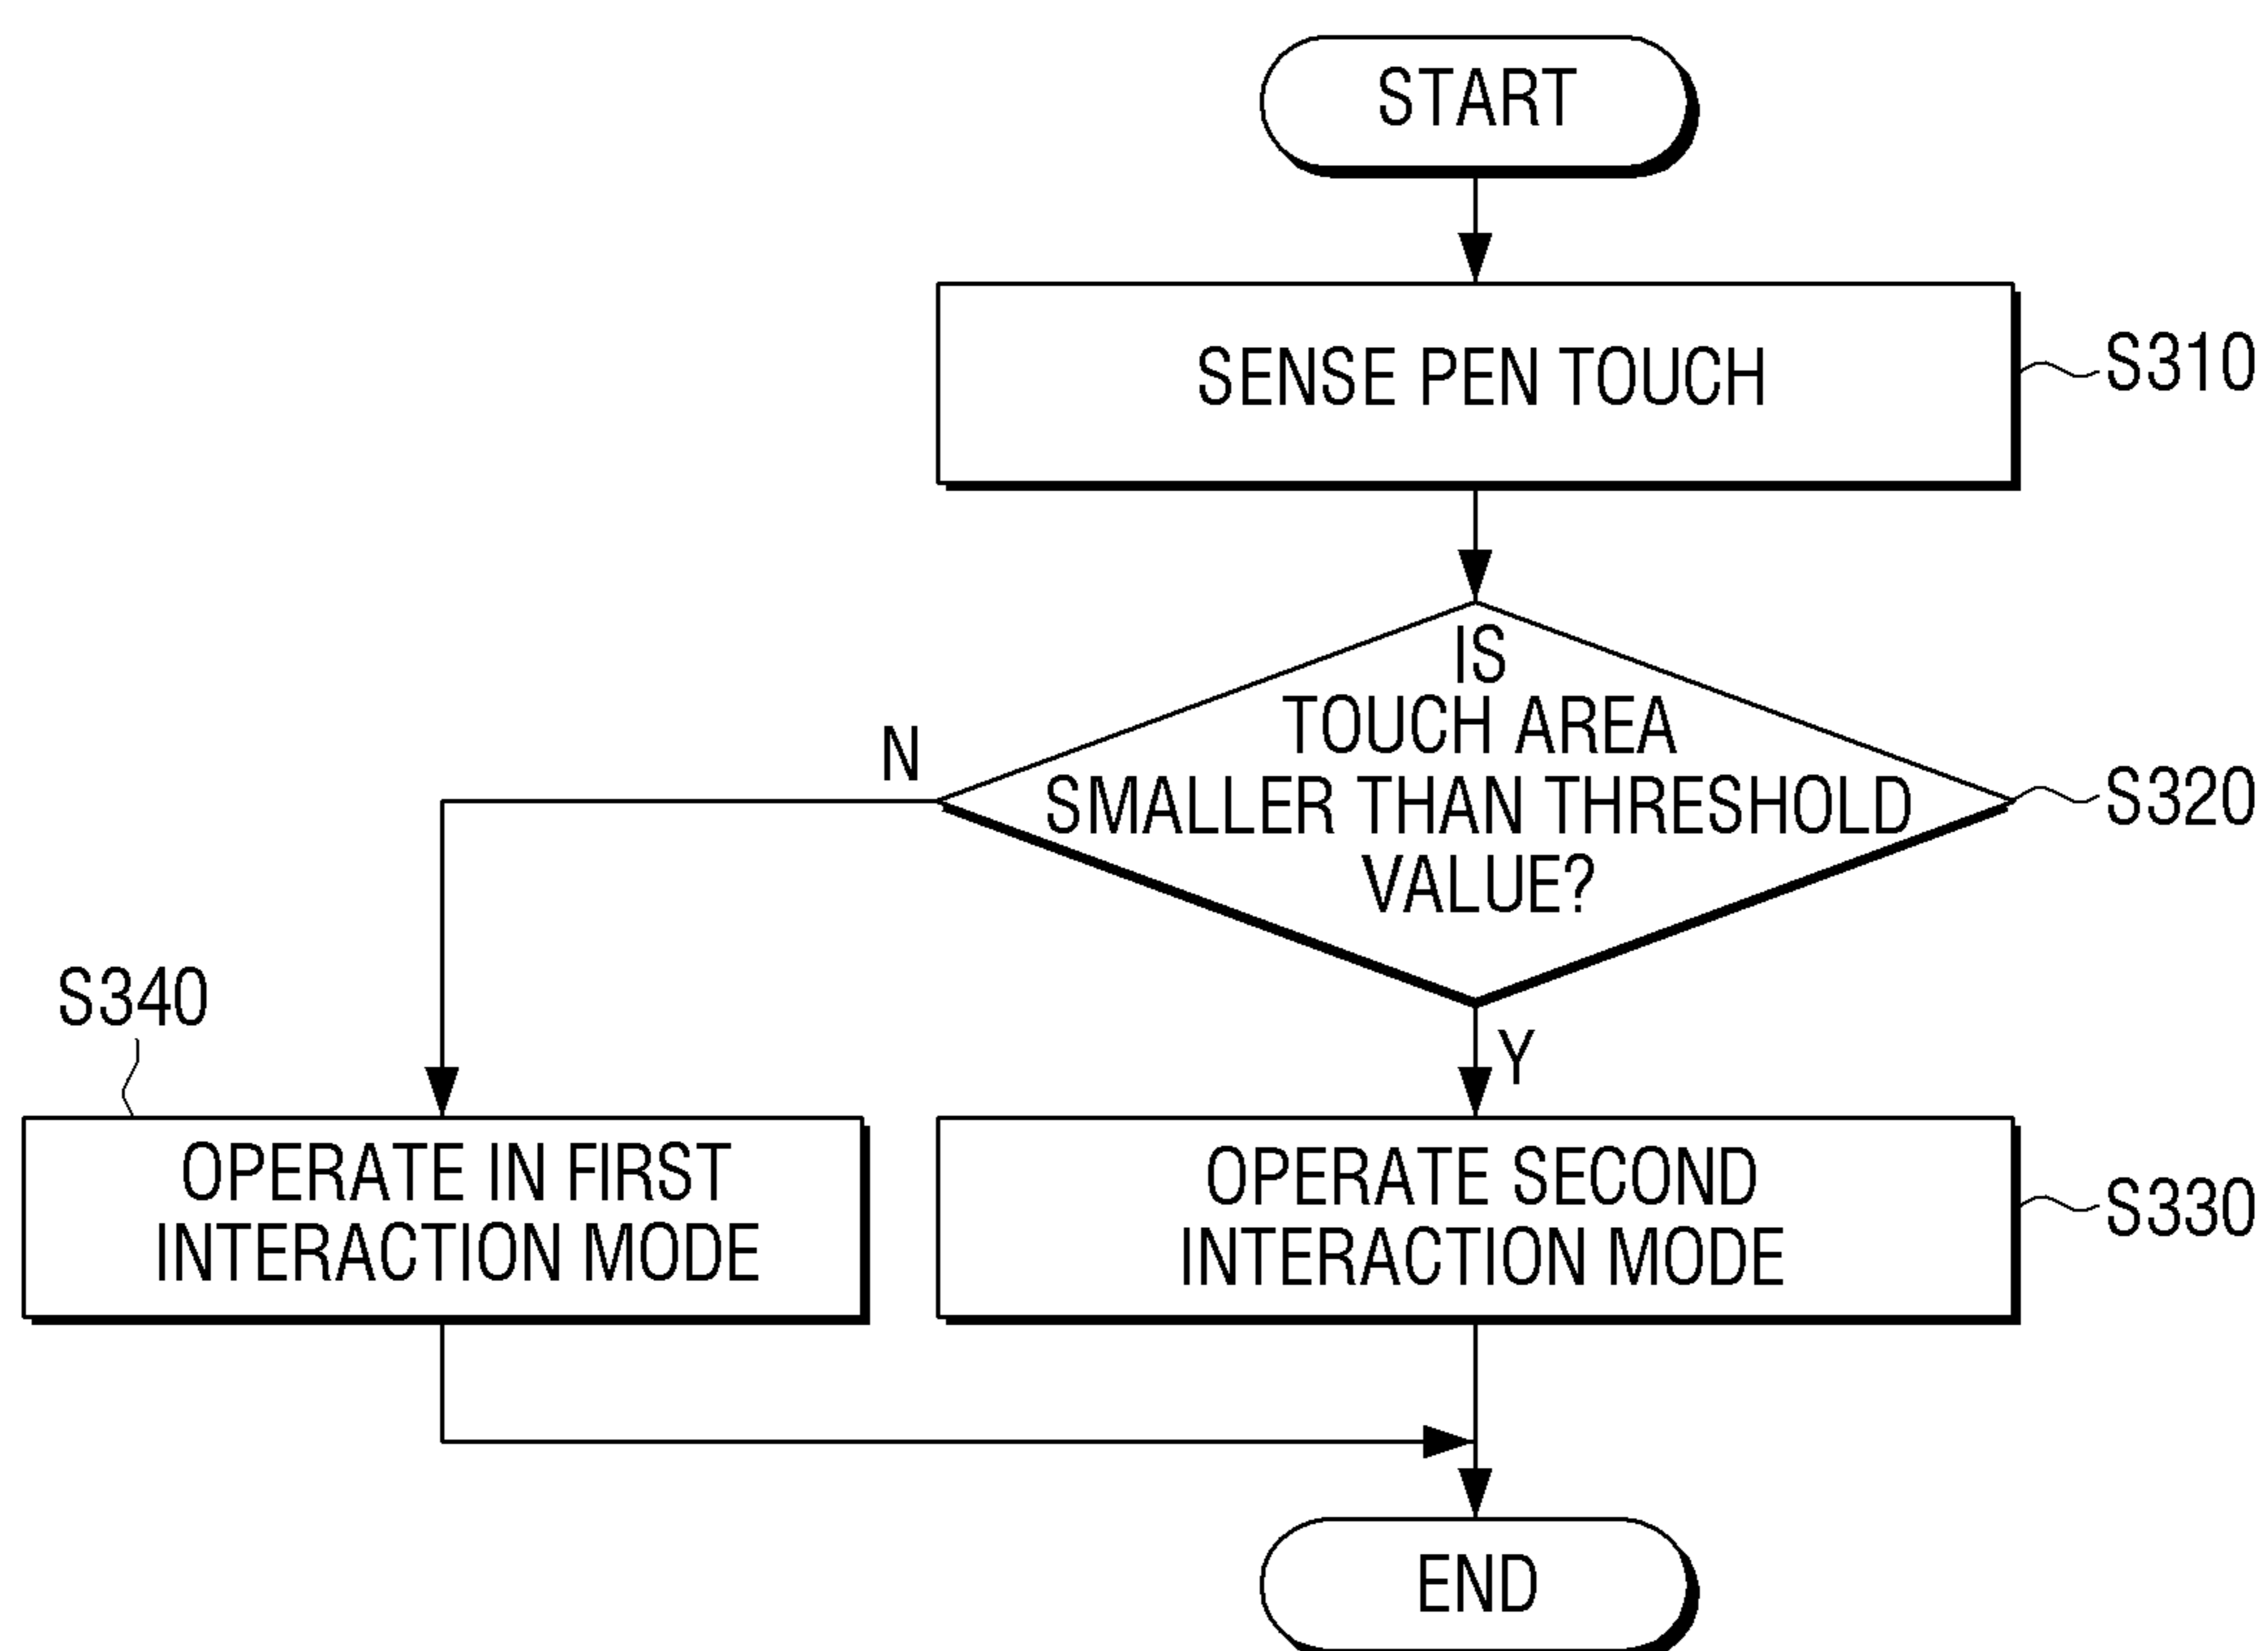 START
SENSE PEN TOUCH
S310
IS
TOUCH AREA
SMALLER THAN THRESHOLD
VALUE?
S320
N
Y
S340
OPERATE IN FIRST
INTERACTION MODE
OPERATE SECOND
INTERACTION MODE
S330
END